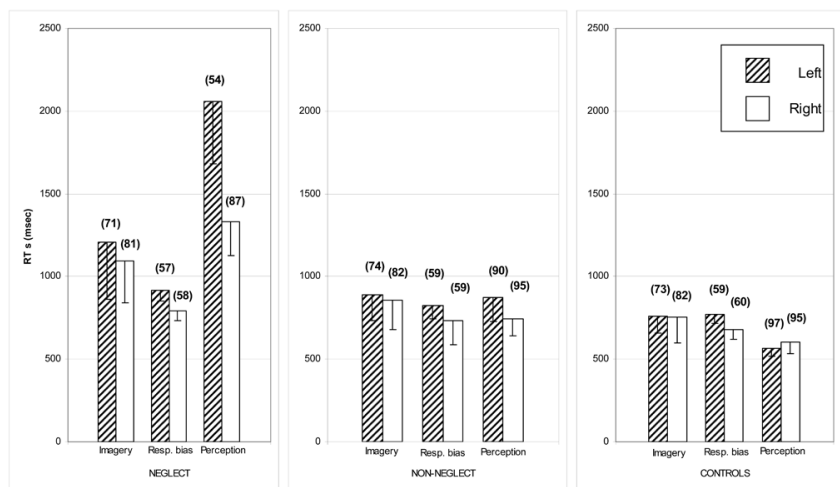 RT s (msec)
2500
2000
1500
1000
500
0
(71)
(81)
(57)
(58)
(54)
(87)
Imagery
Resp. bias
Perception
NEGLECT
2500
2000
1500
1000
500
0
(74)
(82)
(59)
(59)
(90)
(95)
Imagery
Resp. bias
Perception
NON-NEGLECT
2500
2000
1500
1000
500
0
(73)
(82)
(59)
(60)
(97)
(95)
Imagery
Resp. bias
Perception
CONTROLS
Left
Right